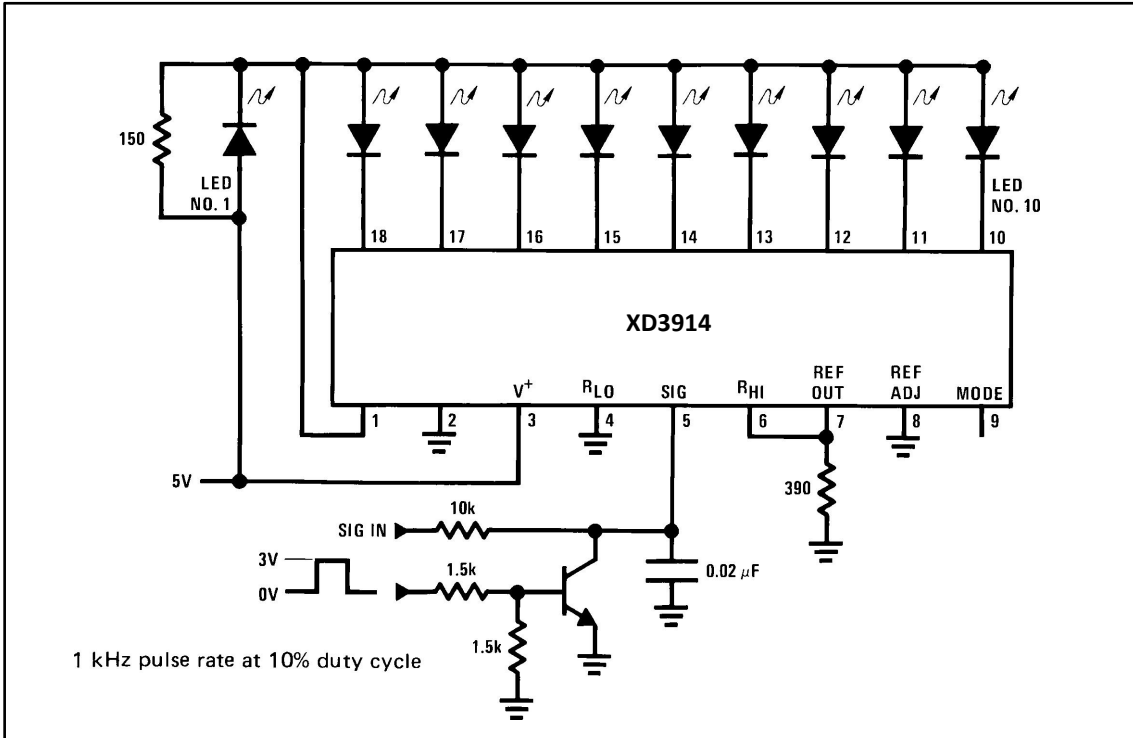 150
LED
NO. 1
LED
NO. 10
18 17 16 15 14 13 12 11 10
XD3914
V+ RLO SIG RHI REF OUT REF ADJ MODE
1 2 3 4 5 6 7 8 9
5V
390
10k
SIG IN
3V
0V
1.5k
0.02 μF
1.5k
1 kHz pulse rate at 10% duty cycle